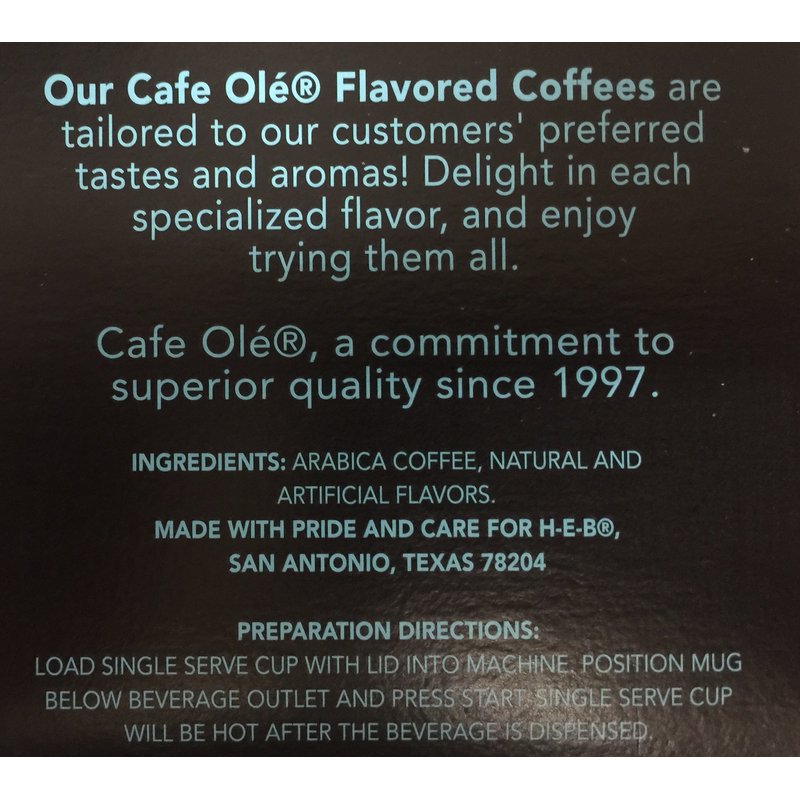 Our Cafe Olé® Flavored Coffees are
tailored to our customers' preferred
tastes and aromas! Delight in each
specialized flavor, and enjoy
trying them all.
Cafe Olé®, a commitment to
superior quality since 1997.
INGREDIENTS: ARABICA COFFEE, NATURAL AND
ARTIFICIAL FLAVORS.
MADE WITH PRIDE AND CARE FOR H-E-B®,
SAN ANTONIO, TEXAS 78204
PREPARATION DIRECTIONS:
LOAD SINGLE SERVE CUP WITH LID INTO MACHINE. POSITION MUG
BELOW BEVERAGE OUTLET AND PRESS START. SINGLE SERVE CUP
WILL BE HOT AFTER THE BEVERAGE IS DISPENSED.